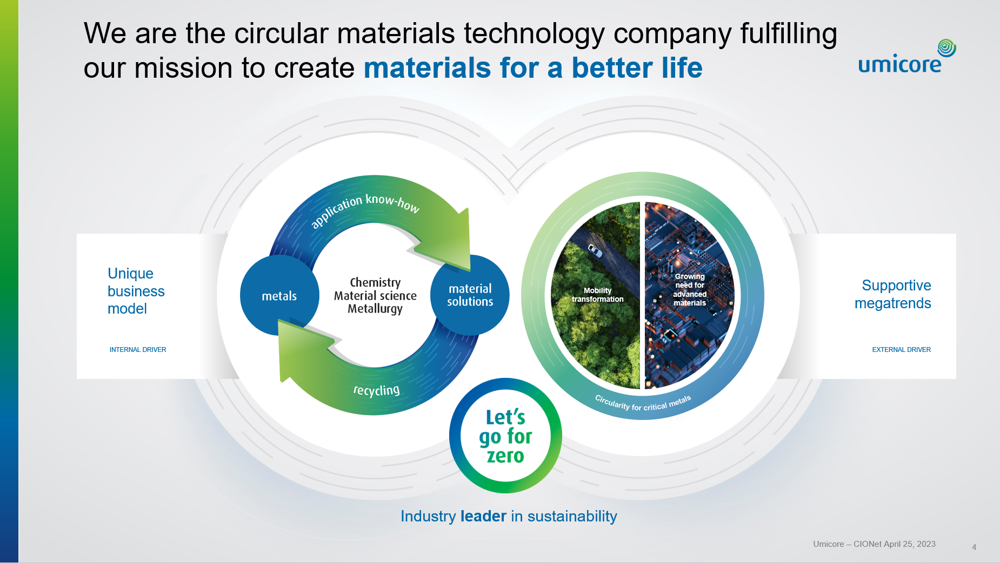 We are the circular materials technology company fulfilling
our mission to create materials for a better life
umicore
Unique
business
model
INTERNAL DRIVER
application know-how
metals
Chemistry
Material science
Metallurgy
material
solutions
recycling
Mobility
transformation
Growing
need for
advanced
materials
Circularity for critical metals
Supportive
megatrends
EXTERNAL DRIVER
Let's
go for
zero
Industry leader in sustainability
Umicore – CIONet April 25, 2023
4